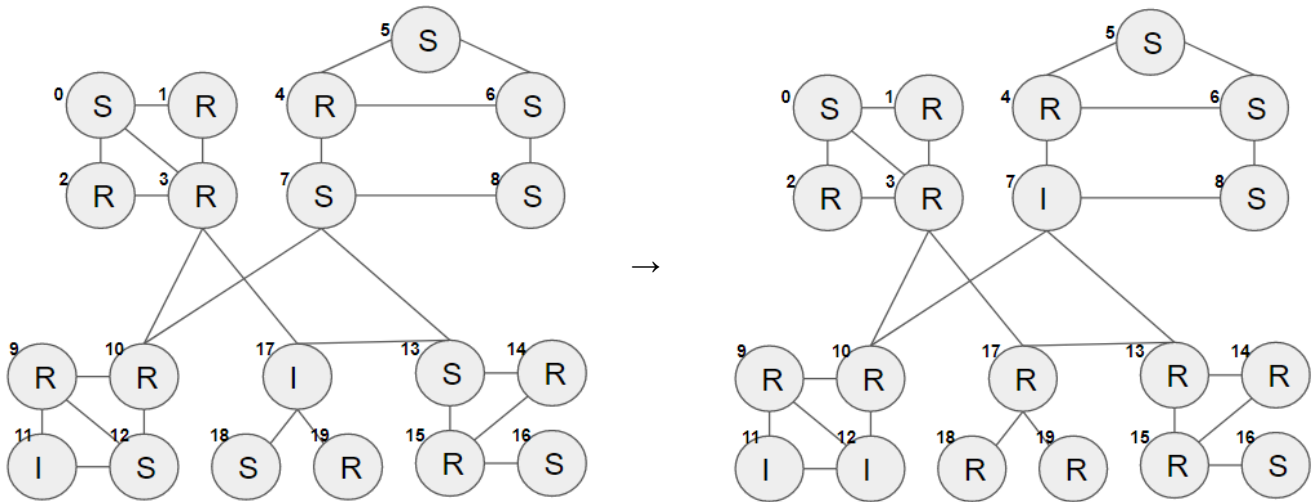 5 S 5 S
0 S 1 R 4 R 6 S 0 S 1 R 4 R 6 S
2 R 3 R 7 S 8 S 2 R 3 R 7 I 8 S
→
9 R 10 R 17 I 13 S 14 R 9 R 10 R 17 R 13 R 14 R
11 I 12 S 18 S 19 R 15 R 16 S 11 I 12 I 18 R 19 R 15 R 16 S